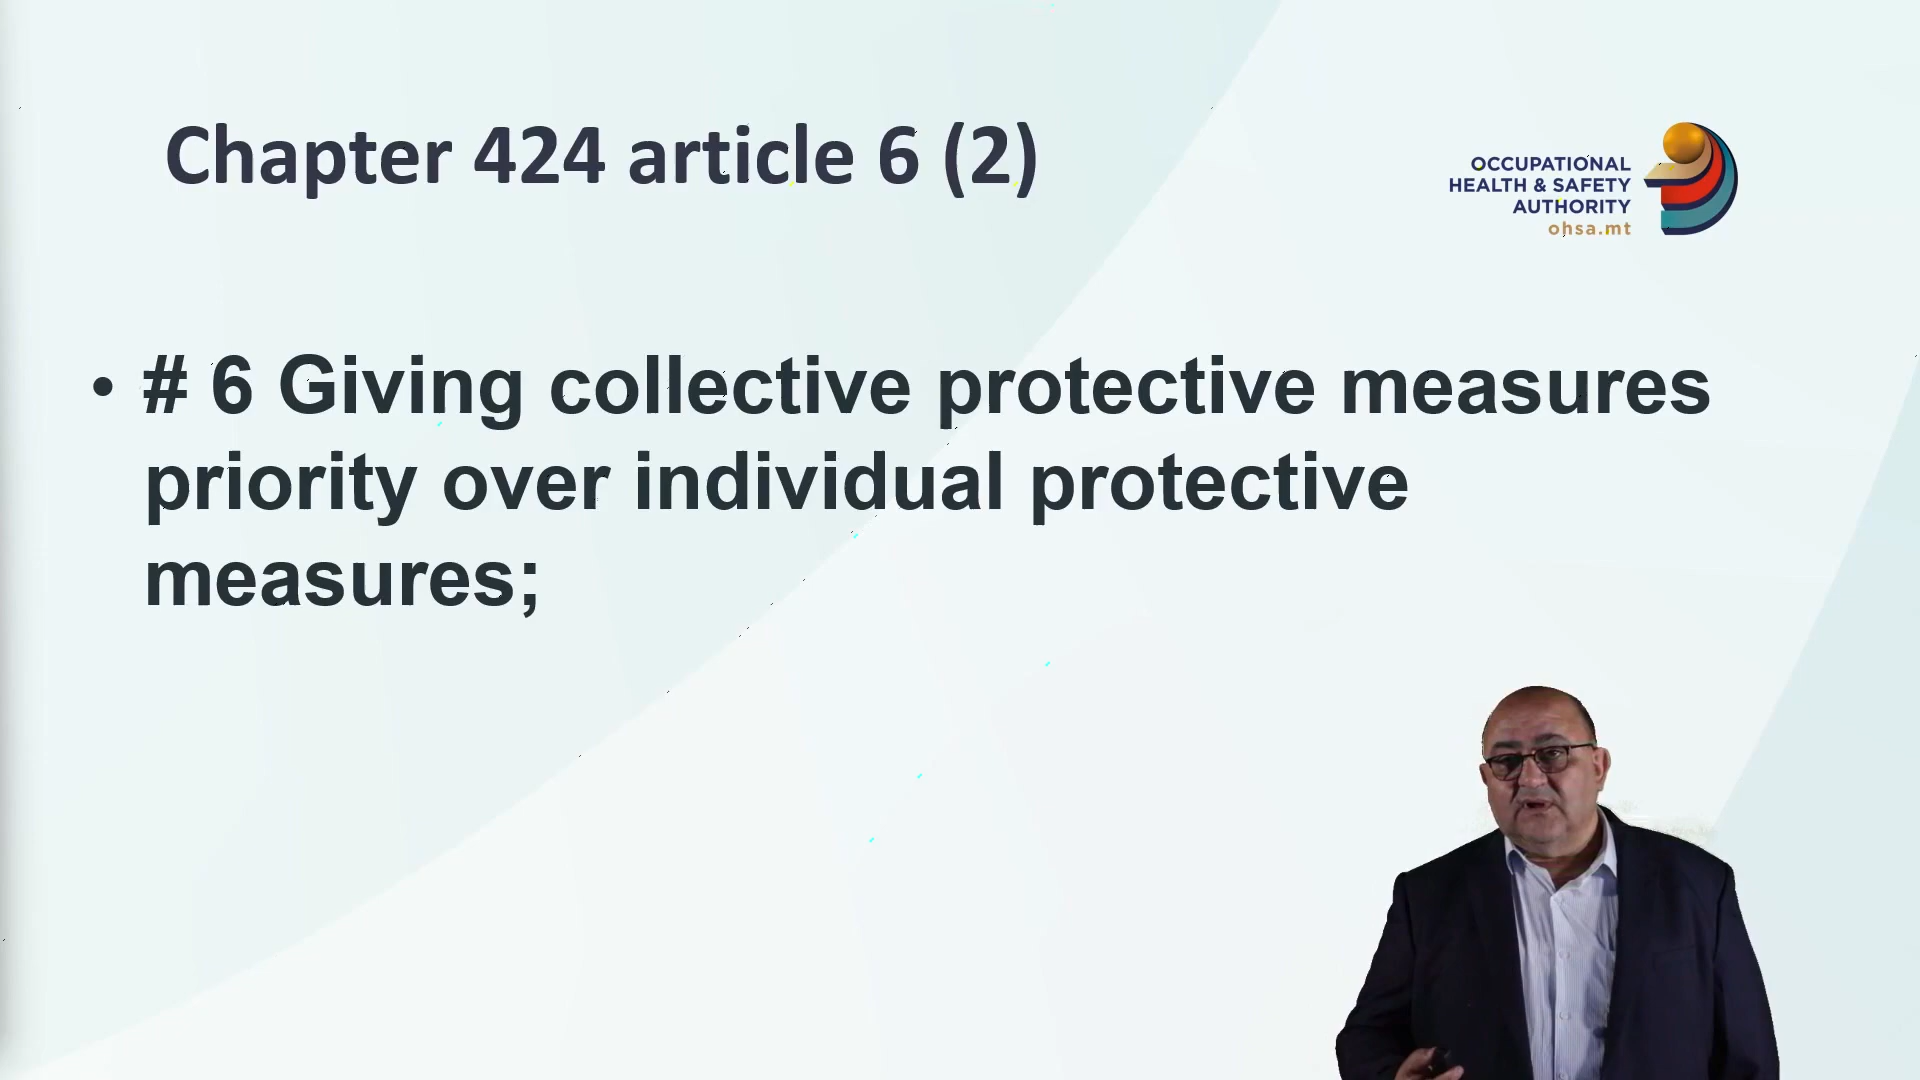 Chapter 424 article 6 (2)
OCCUPATIONAL
HEALTH & SAFETY
AUTHORITY
ohsa.mt
• # 6 Giving collective protective measures
priority over individual protective
measures;